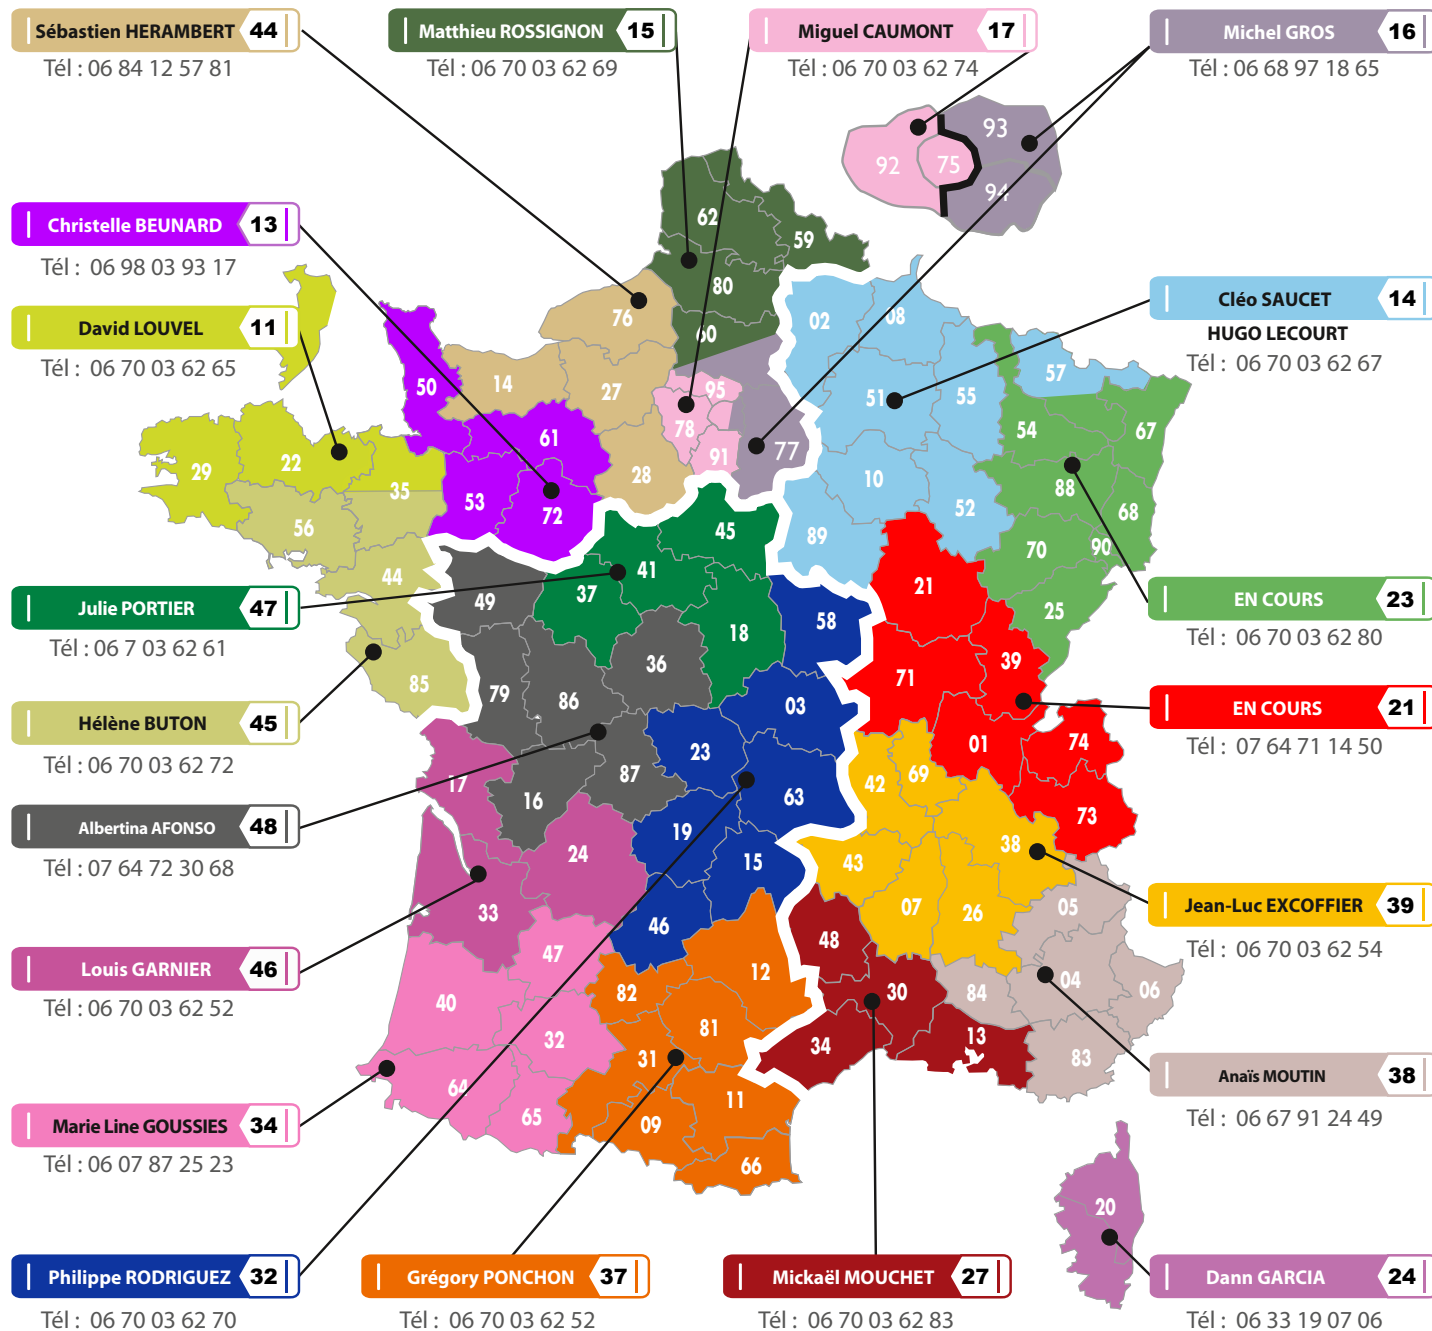 Sébastien HERAMBERT 44
Tél : 06 84 12 57 81
Matthieu ROSSIGNON 15
Tél : 06 70 03 62 69
Miguel CAUMONT 17
Tél : 06 70 03 62 74
Michel GROS 16
Tél : 06 68 97 18 65
93
92
75
94
Christelle BEUNARD 13
Tél : 06 98 03 93 17
David LOUVEL 11
Tél : 06 70 03 62 65
Cléo SAUCET 14
HUGO LECOURT
Tél : 06 70 03 62 67
62
59
80
60
76
02
08
57
50
14
27
95
51
55
54
67
61
78
91
77
29
22
35
28
10
88
68
53
72
52
56
45
89
70
90
44
41
37
49
21
25
58
18
36
39
71
85
79
86
03
Julie PORTIER 47
Tél : 06 7 03 62 61
Hélène BUTON 45
Tél : 06 70 03 62 72
Albertina AFONSO 48
Tél : 07 64 72 30 68
EN COURS 23
Tél : 06 70 03 62 80
EN COURS 21
Tél : 07 64 71 14 50
01
74
23
87
17
16
63
42
69
73
19
38
24
15
43
33
07
26
05
46
48
47
12
40
82
30
84
04
06
81
32
31
34
13
83
64
65
11
09
66
20
Jean-Luc EXCOFFIER 39
Tél : 06 70 03 62 54
Louis GARNIER 46
Tél : 06 70 03 62 52
Anaïs MOUTIN 38
Tél : 06 67 91 24 49
Marie Line GOUSSIES 34
Tél : 06 07 87 25 23
Philippe RODRIGUEZ 32
Tél : 06 70 03 62 70
Grégory PONCHON 37
Tél : 06 70 03 62 52
Mickaël MOUCHET 27
Tél : 06 70 03 62 83
Dann GARCIA 24
Tél : 06 33 19 07 06